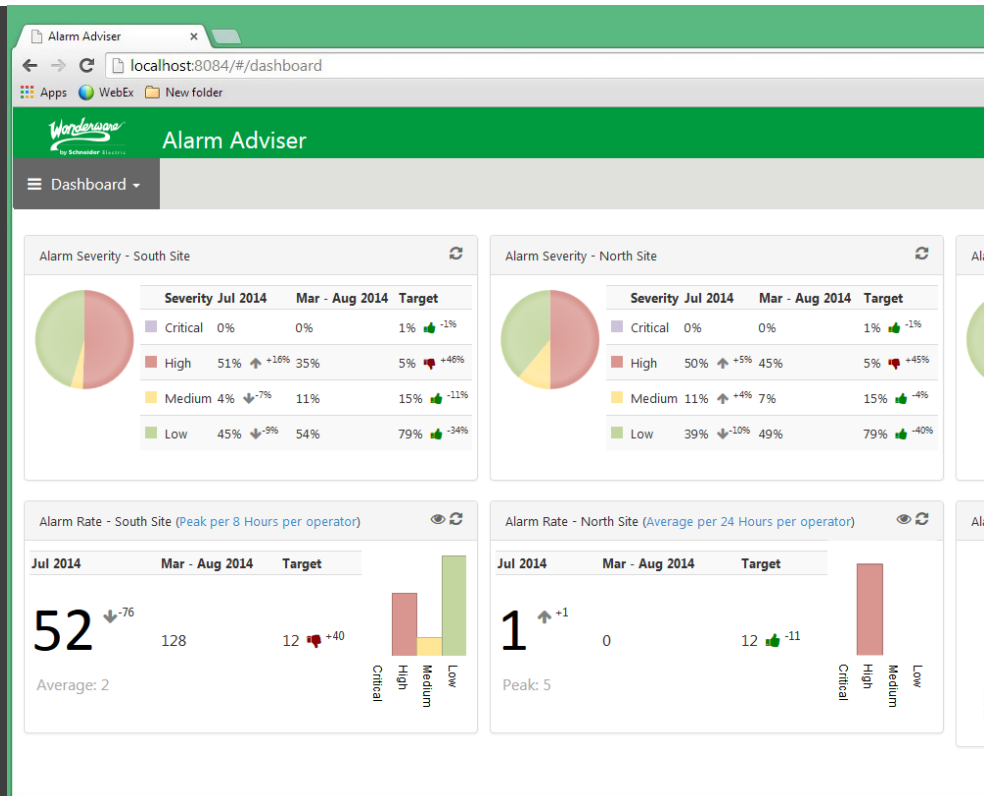 Alarm Adviser
localhost:8084/#/dashboard
Apps WebEx New folder
Wonderware
by Schneider Electric
Alarm Adviser
Dashboard
Alarm Severity - South Site
Severity Jul 2014 Mar - Aug 2014 Target
Critical 0% 0% 1% -1%
High 51% +16% 35% 5% +46%
Medium 4% -7% 11% 15% -11%
Low 45% -9% 54% 79% -34%
Alarm Severity - North Site
Severity Jul 2014 Mar - Aug 2014 Target
Critical 0% 0% 1% -1%
High 50% +5% 45% 5% +45%
Medium 11% +4% 7% 15% -4%
Low 39% -10% 49% 79% -40%
Al
Alarm Rate - South Site (Peak per 8 Hours per operator)
Jul 2014 Mar - Aug 2014 Target
52 -76 128 12 +40
Average: 2
Critical
High
Medium
Low
Alarm Rate - North Site (Average per 24 Hours per operator)
Jul 2014 Mar - Aug 2014 Target
1 +1 0 12 -11
Peak: 5
Critical
High
Medium
Low
Al